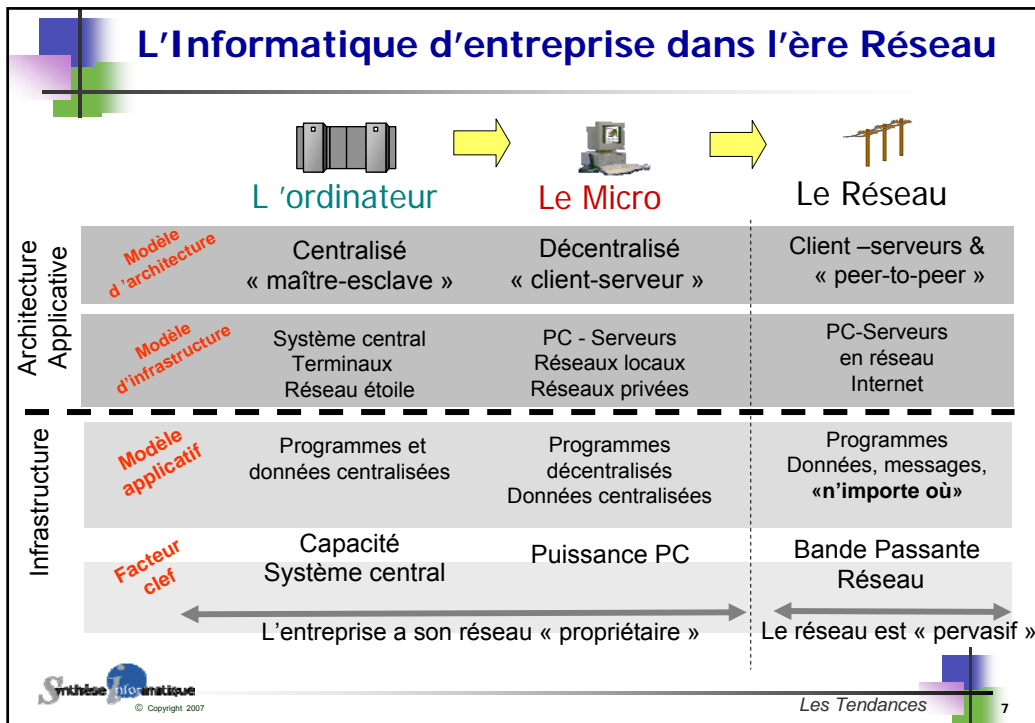 L'Informatique d'entreprise dans l'ère Réseau
L 'ordinateur
Le Micro
Le Réseau
Architecture
Applicative
Modèle
d 'architecture
Centralisé
« maître-esclave »
Décentralisé
« client-serveur »
Client –serveurs &
« peer-to-peer »
Modèle
d'infrastructure
Système central
Terminaux
Réseau étoile
PC - Serveurs
Réseaux locaux
Réseaux privées
PC-Serveurs
en réseau
Internet
Infrastructure
Modèle
applicatif
Programmes et
données centralisées
Programmes
décentralisés
Données centralisées
Programmes
Données, messages,
«n'importe où»
Facteur
clef
Capacité
Système central
Puissance PC
Bande Passante
Réseau
L'entreprise a son réseau « propriétaire »
Le réseau est « pervasif »
Synthèse Informatique
© Copyright 2007
Les Tendances
7